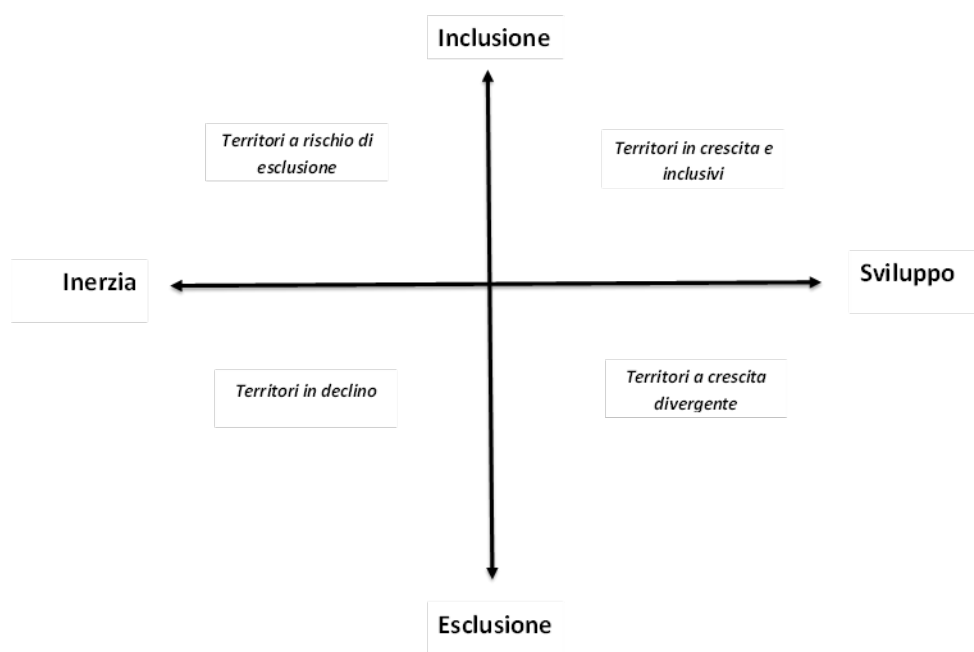 Inclusione
Territori a rischio di
esclusione
Territori in crescita e
inclusivi
Inerzia
Sviluppo
Territori in declino
Territori a crescita
divergente
Esclusione